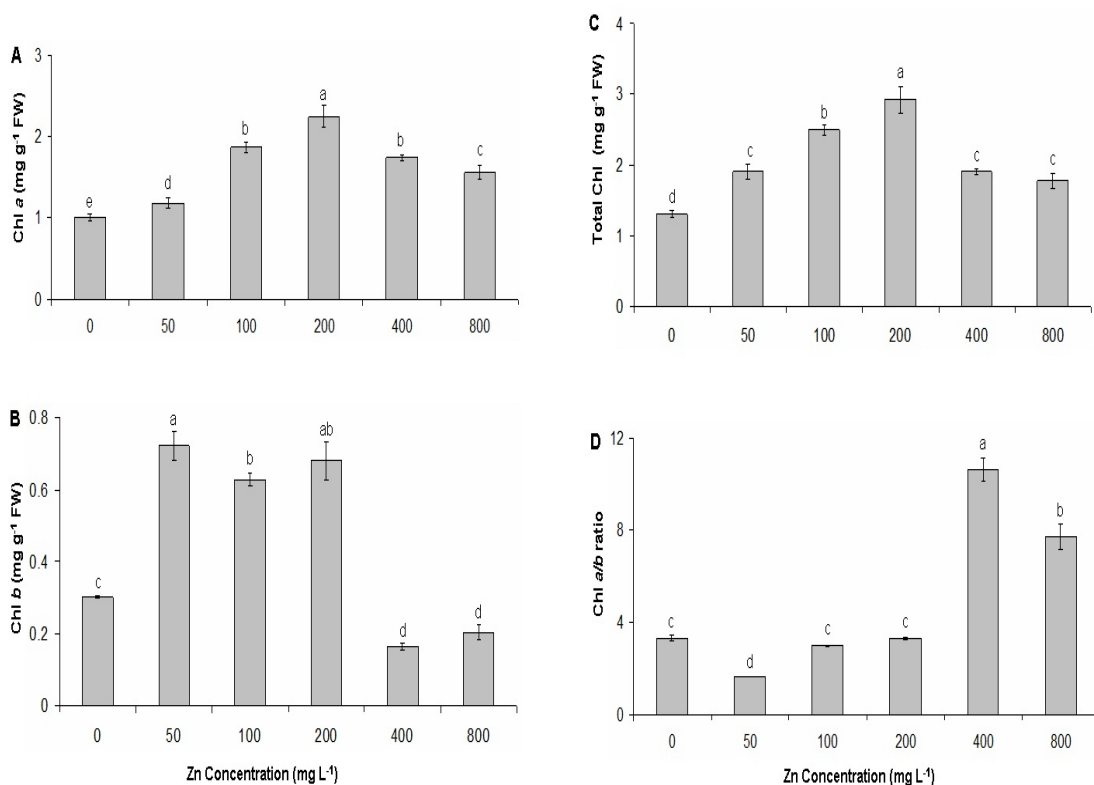 A
Chl a (mg g⁻¹ FW)
3
2
1
0
e
d
b
a
b
c
0 50 100 200 400 800
C
Total Chl (mg g⁻¹ FW)
4
3
2
1
0
d
c
b
a
c
c
0 50 100 200 400 800
B
Chl b (mg g⁻¹ FW)
0.8
0.6
0.4
0.2
0
c
a
b
ab
d
d
0 50 100 200 400 800
Zn Concentration (mg L⁻¹)
D
Chl a/b ratio
12
8
4
0
c
d
c
c
a
b
0 50 100 200 400 800
Zn Concentration (mg L⁻¹)